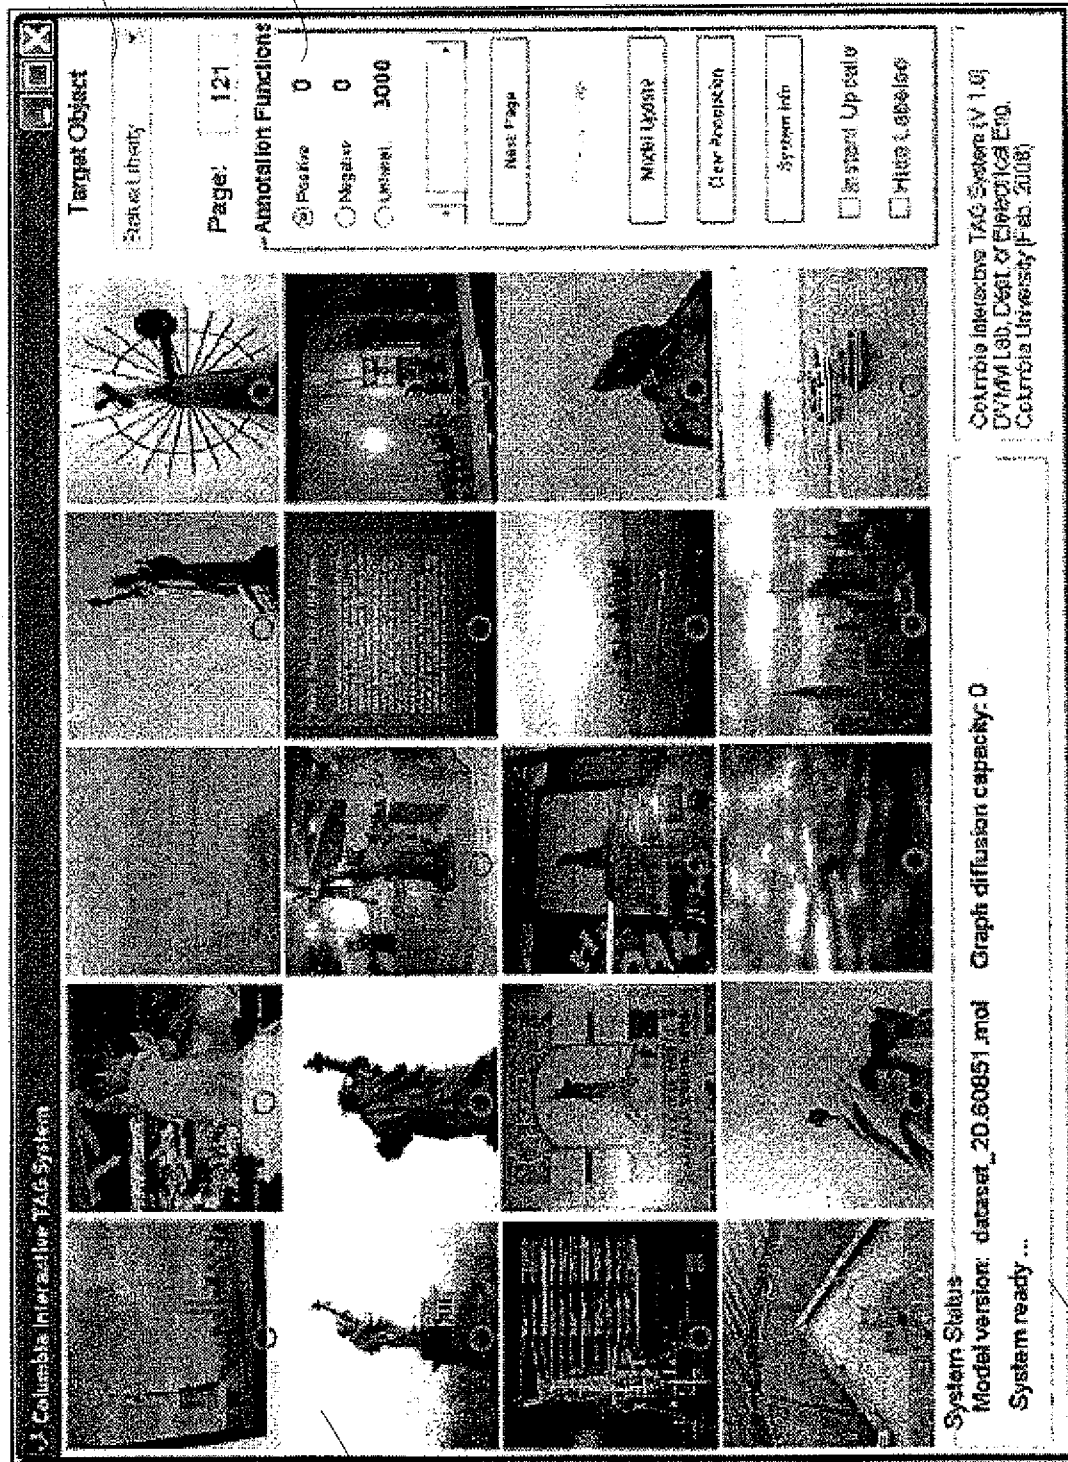 Columbia Interactive TAG System
Target Object
Statue Liberty
Page: 121
Annotation Functions
Positive 0
Negative 0
Unlabel. 3000
Next Page
Model Update
Clear Annotation
System Info
Instant Update
Hide Labeled
System Status
Model version: dataset_2D.60851.mol Graph diffusion capacity: 0
System ready ...
Columbia Interactive TAG System (V 1.0)
DVMM Lab, Dept. of Electrical Eng.
Columbia University (Feb. 2008)